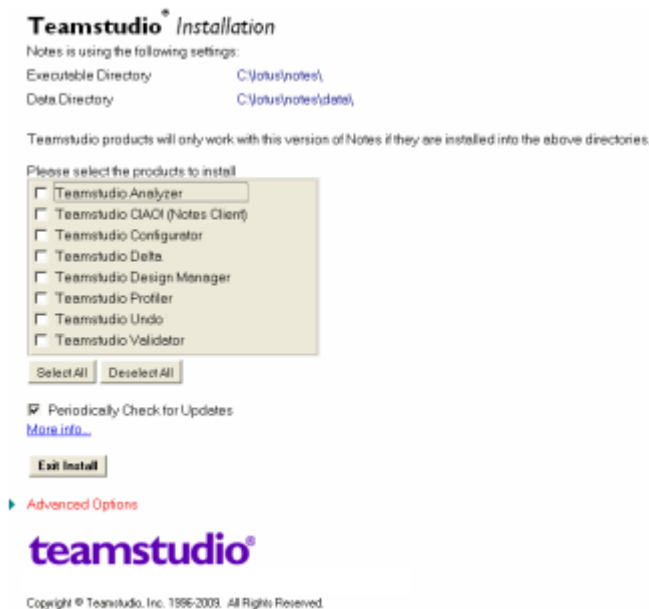 Teamstudio® Installation
Notes is using the following settings:
Executable Directory C:\lotus\notes\,
Data Directory C:\lotus\notes\data\,
Teamstudio products will only work with this version of Notes if they are installed into the above directories.
Please select the products to install
Teamstudio Analyzer
Teamstudio CIAO! (Notes Client)
Teamstudio Configurator
Teamstudio Delta
Teamstudio Design Manager
Teamstudio Profiler
Teamstudio Undo
Teamstudio Validator
Select All Deselect All
Periodically Check for Updates
More info...
Exit Install
Advanced Options
teamstudio®
Copyright © Teamstudio, Inc. 1996-2009. All Rights Reserved.